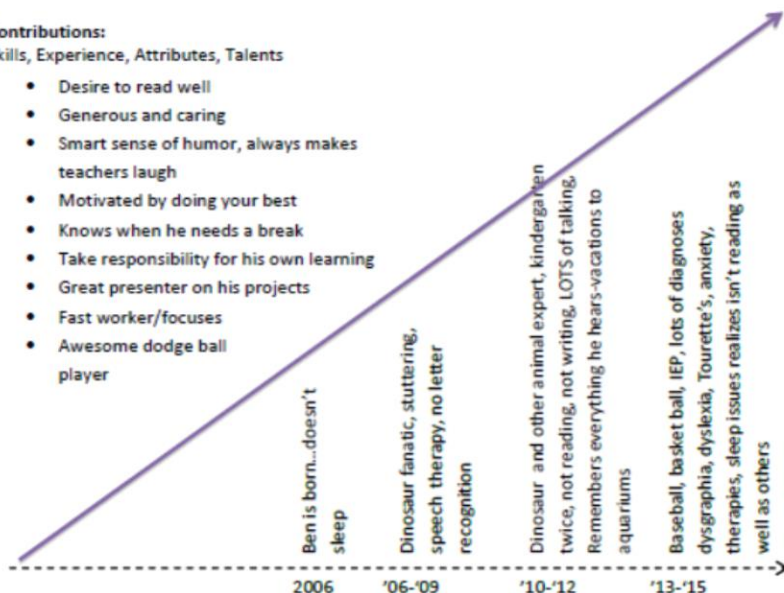 ontributions:
kills, Experience, Attributes, Talents
• Desire to read well
• Generous and caring
• Smart sense of humor, always makes
teachers laugh
• Motivated by doing your best
• Knows when he needs a break
• Take responsibility for his own learning
• Great presenter on his projects
• Fast worker/focuses
• Awesome dodge ball
player
Ben is born...doesn't
sleep
Dinosaur fanatic, stuttering,
speech therapy, no letter
recognition
Dinosaur and other animal expert, kindergarten
twice, not reading, not writing, LOTS of talking,
Remembers everything he hears-vacations to
aquariums
Baseball, basket ball, IEP, lots of diagnoses
dysgraphia, dyslexia, Tourette's, anxiety,
therapies, sleep issues realizes isn't reading as
well as others
2006
'06-'09
'10-'12
'13-'15